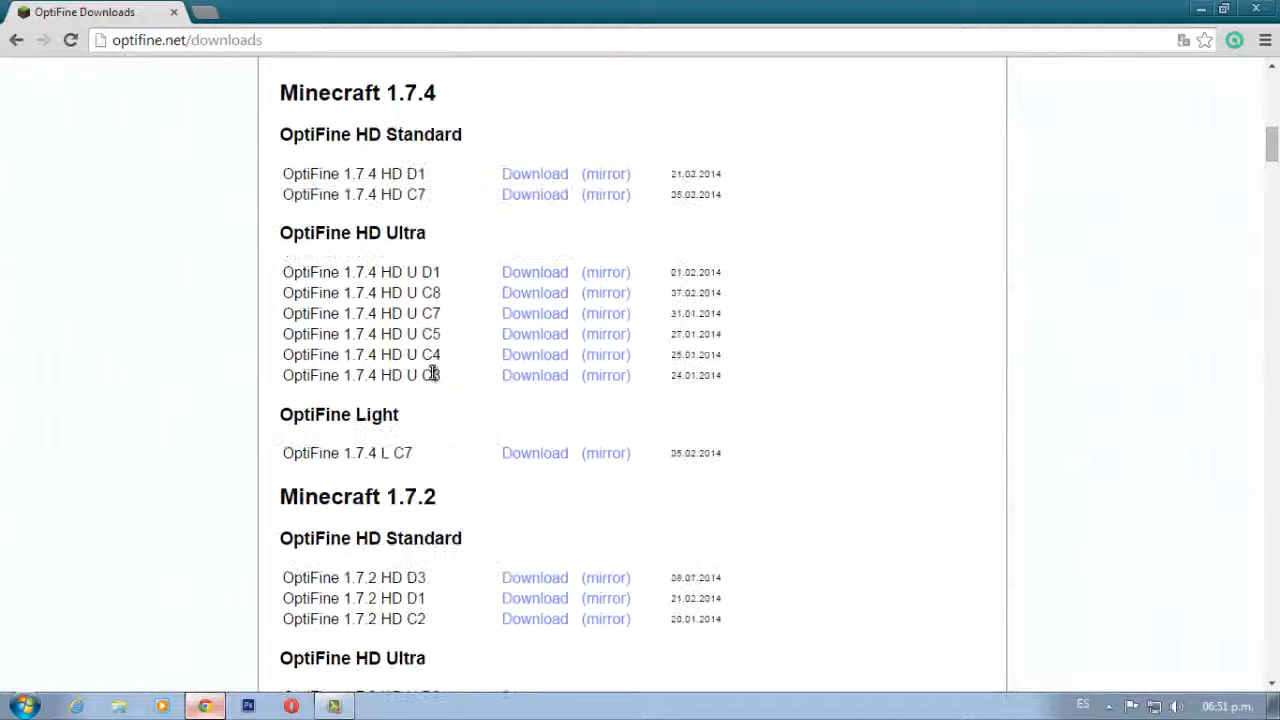 OptiFine Downloads
optifine.net/downloads
Minecraft 1.7.4
OptiFine HD Standard
OptiFine 1.7.4 HD D1 Download (mirror) 21.02.2014
OptiFine 1.7.4 HD C7 Download (mirror) 05.02.2014
OptiFine HD Ultra
OptiFine 1.7.4 HD U D1 Download (mirror) 21.02.2014
OptiFine 1.7.4 HD U C8 Download (mirror) 07.02.2014
OptiFine 1.7.4 HD U C7 Download (mirror) 31.01.2014
OptiFine 1.7.4 HD U C5 Download (mirror) 27.01.2014
OptiFine 1.7.4 HD U C4 Download (mirror) 25.01.2014
OptiFine 1.7.4 HD U C3 Download (mirror) 24.01.2014
OptiFine Light
OptiFine 1.7.4 L C7 Download (mirror) 05.02.2014
Minecraft 1.7.2
OptiFine HD Standard
OptiFine 1.7.2 HD D3 Download (mirror) 08.07.2014
OptiFine 1.7.2 HD D1 Download (mirror) 21.02.2014
OptiFine 1.7.2 HD C2 Download (mirror) 20.01.2014
OptiFine HD Ultra
ES 06:51 p.m.